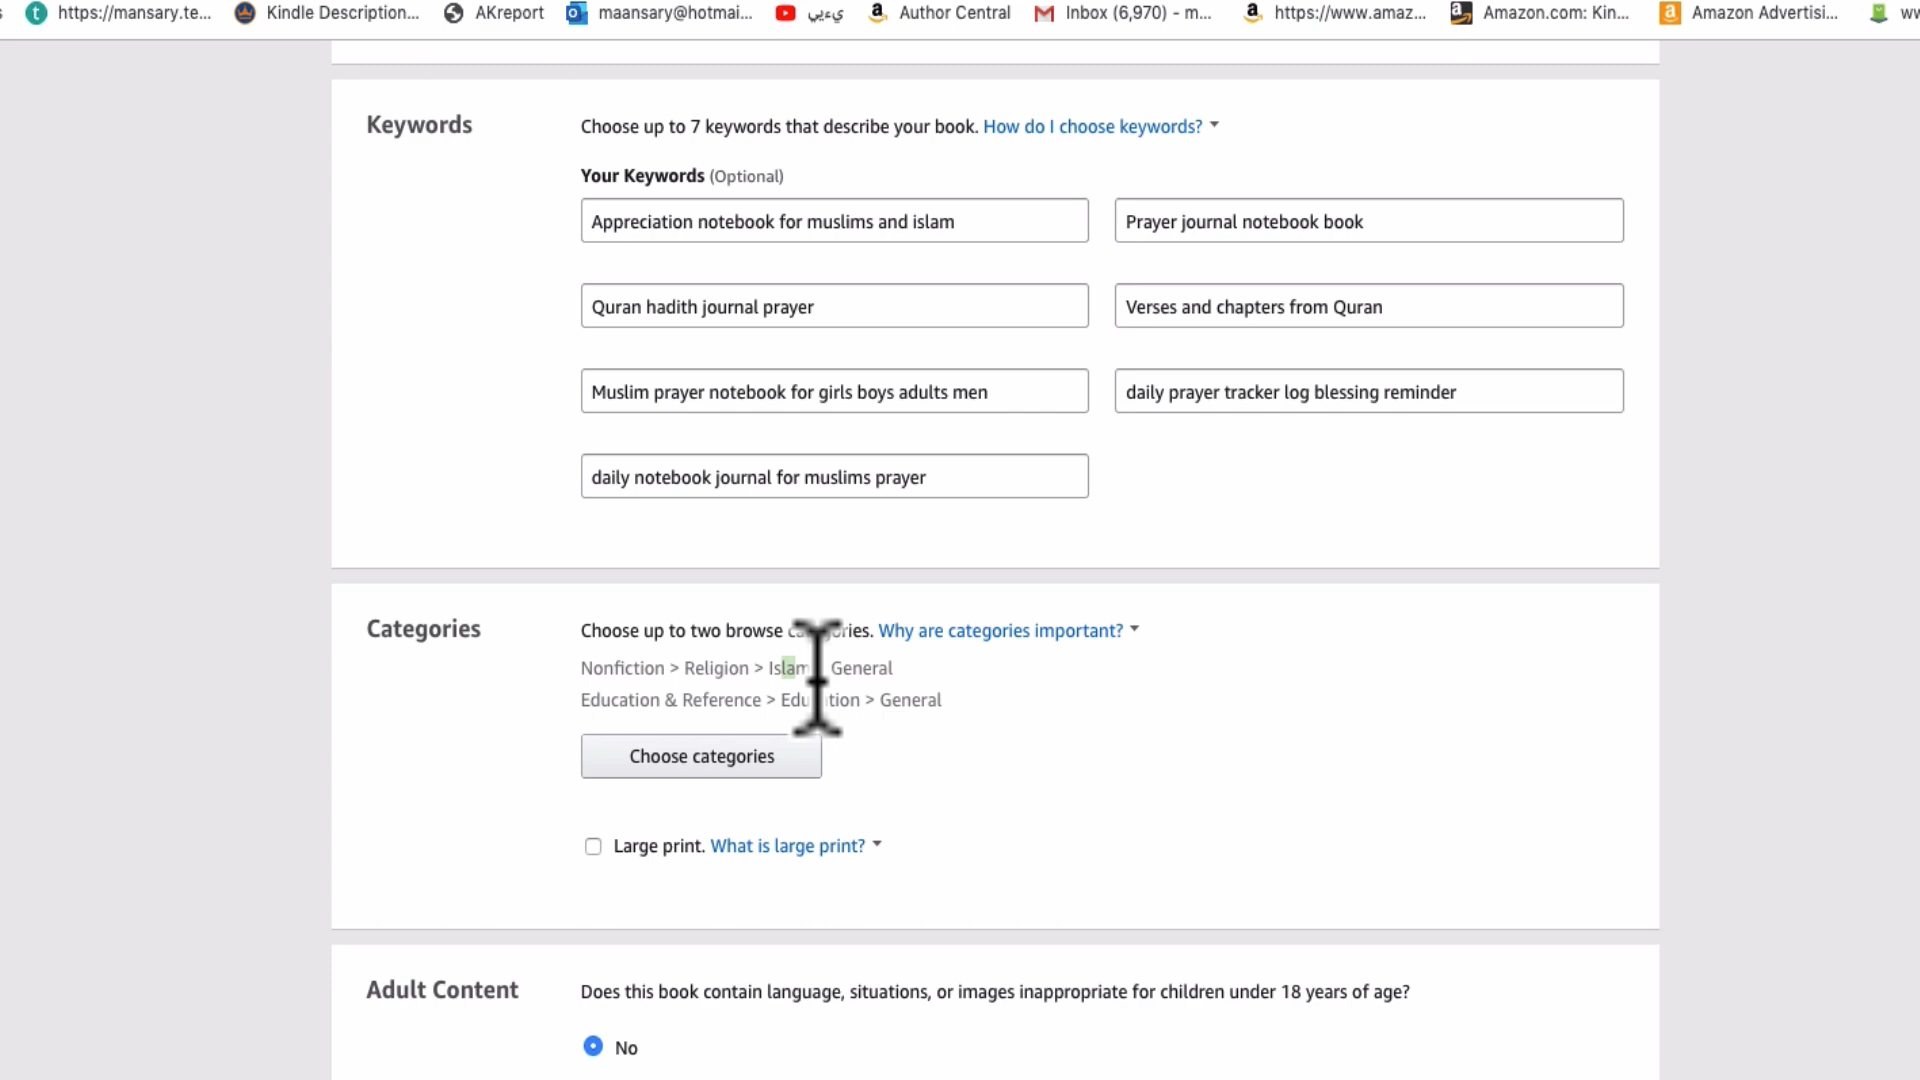 https://mansary.te... Kindle Description... AKreport maansary@hotmai... Author Central Inbox (6,970) - m... https://www.amaz... Amazon.com: Kin... Amazon Advertisi...
Keywords
Choose up to 7 keywords that describe your book. How do I choose keywords?
Your Keywords (Optional)
Appreciation notebook for muslims and islam
Prayer journal notebook book
Quran hadith journal prayer
Verses and chapters from Quran
Muslim prayer notebook for girls boys adults men
daily prayer tracker log blessing reminder
daily notebook journal for muslims prayer
Categories
Choose up to two browse categories. Why are categories important?
Nonfiction > Religion > Islam > General
Education & Reference > Education > General
Choose categories
Large print. What is large print?
Adult Content
Does this book contain language, situations, or images inappropriate for children under 18 years of age?
No